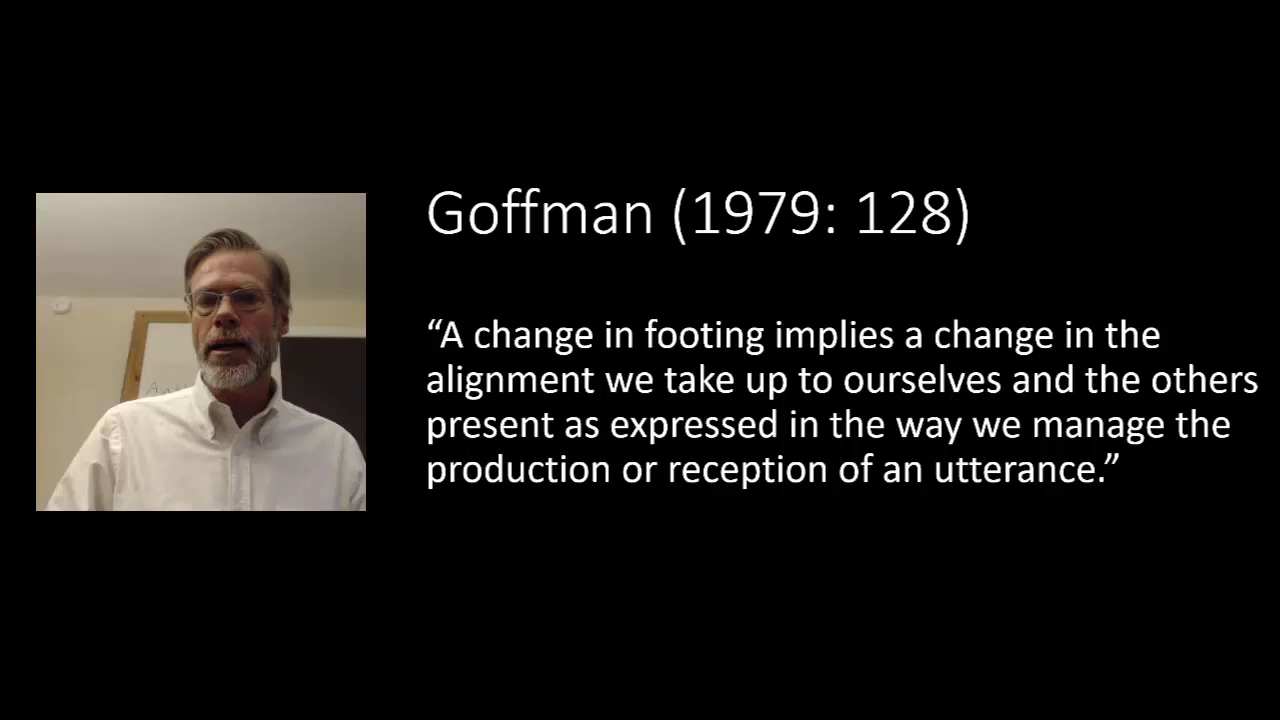 Goffman (1979: 128)
“A change in footing implies a change in the
alignment we take up to ourselves and the others
present as expressed in the way we manage the
production or reception of an utterance.”